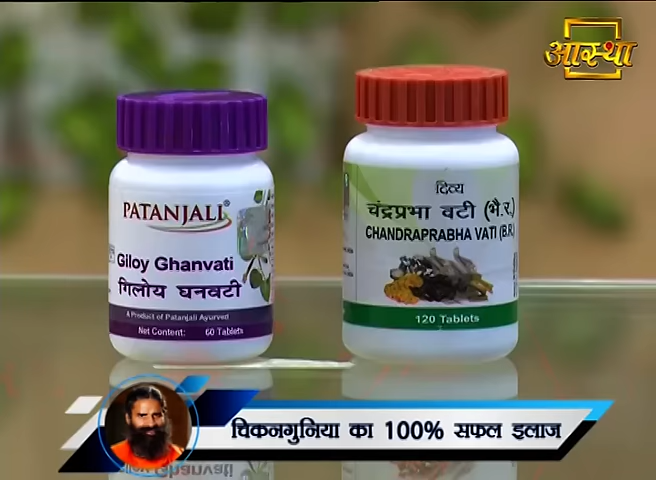 आस्था
PATANJALI®
Giloy Ghanvati
गिलोय घनवटी
A Product of Patanjali Ayurved
Net Content: 60 Tablets
दिव्य
चंद्रप्रभा वटी (भै.र.)
CHANDRAPRABHA VATI (B.R.)
120 Tablets
चिकनगुनिया का 100% सफल इलाज